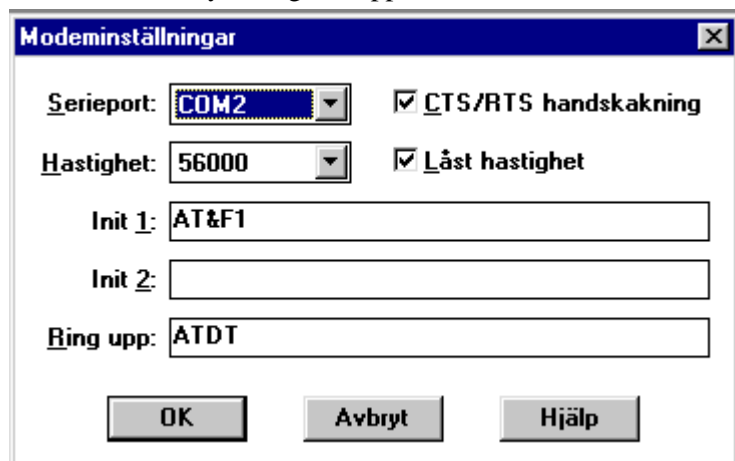 Modeminställningar
Serieport: COM2 CTS/RTS handskakning
Hastighet: 56000 Låst hastighet
Init 1: AT&F1
Init 2:
Ring upp: ATDT
OK Avbryt Hjälp